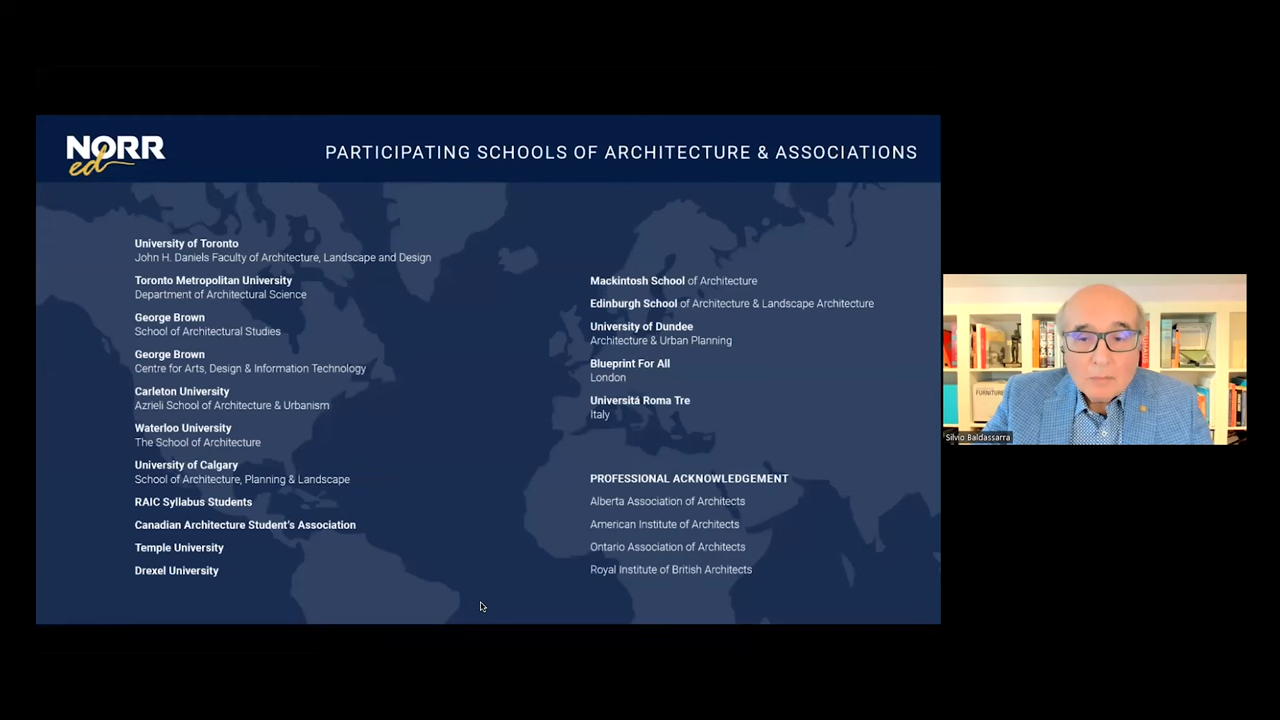 NORR
ed
PARTICIPATING SCHOOLS OF ARCHITECTURE & ASSOCIATIONS
University of Toronto
John H. Daniels Faculty of Architecture, Landscape and Design
Toronto Metropolitan University
Department of Architectural Science
George Brown
School of Architectural Studies
George Brown
Centre for Arts, Design & Information Technology
Carleton University
Azrieli School of Architecture & Urbanism
Waterloo University
The School of Architecture
University of Calgary
School of Architecture, Planning & Landscape
RAIC Syllabus Students
Canadian Architecture Student's Association
Temple University
Drexel University
Mackintosh School of Architecture
Edinburgh School of Architecture & Landscape Architecture
University of Dundee
Architecture & Urban Planning
Blueprint For All
London
Universitá Roma Tre
Italy
PROFESSIONAL ACKNOWLEDGEMENT
Alberta Association of Architects
American Institute of Architects
Ontario Association of Architects
Royal Institute of British Architects
FURNITURE
Silvio Baldassarra